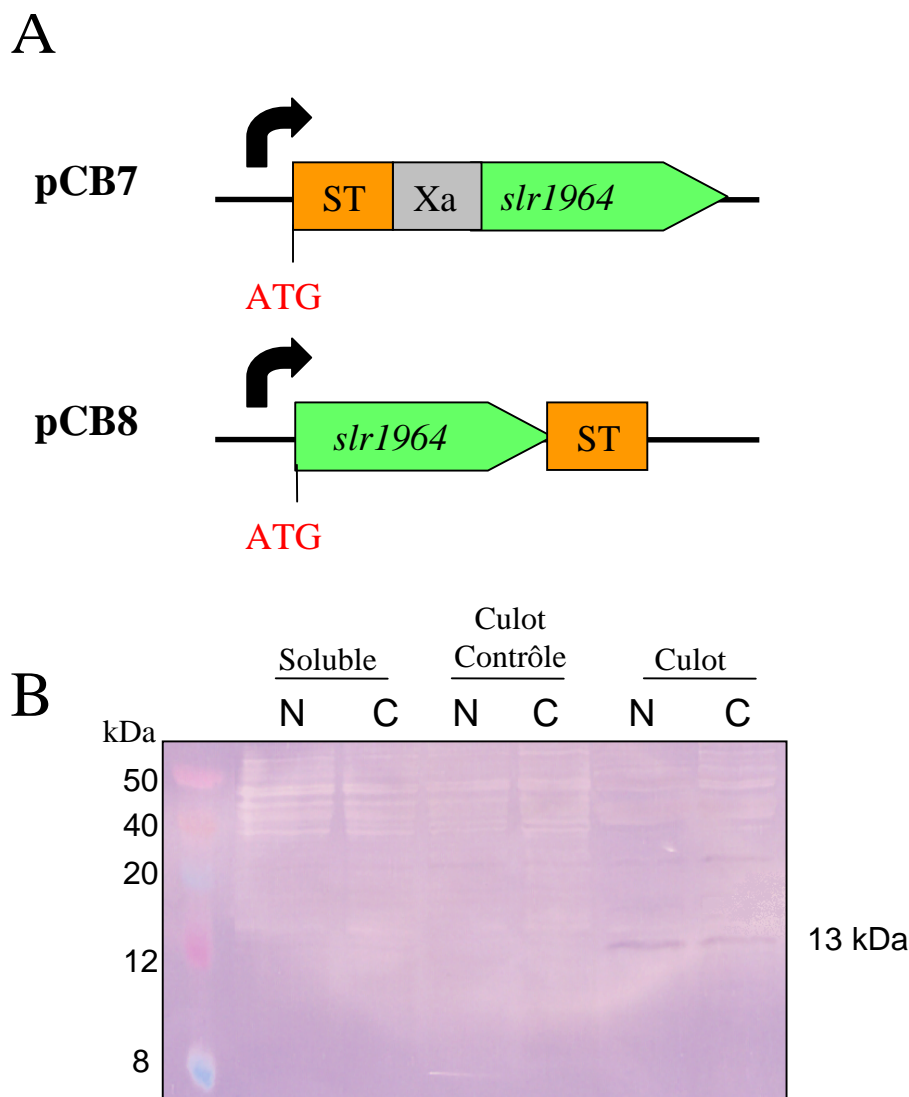 A
pCB7
ST Xa slr1964
ATG
pCB8
slr1964 ST
ATG
B
Soluble
Culot
Contrôle
Culot
N C N C N C
kDa
50
40
20
12
8
13 kDa